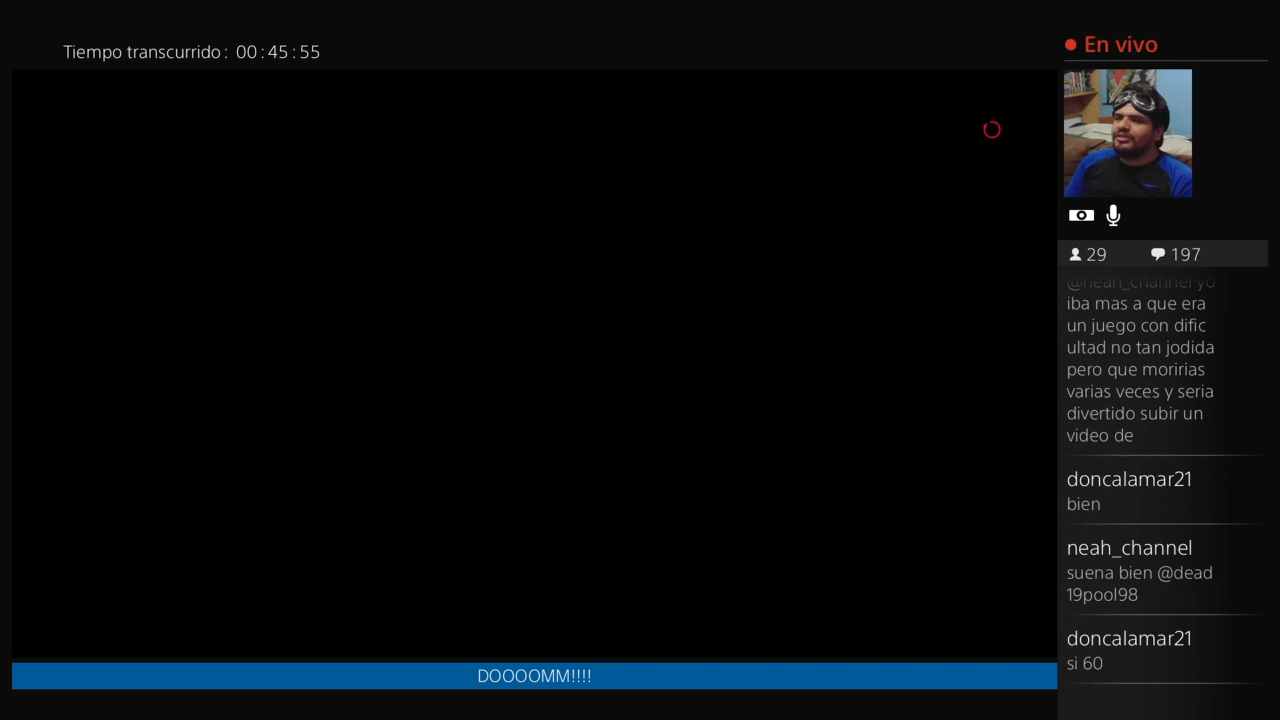 Tiempo transcurrido : 00 : 45 : 55
En vivo
29 197
@neah_channel yo
iba mas a que era
un juego con dific
ultad no tan jodida
pero que moririas
varias veces y seria
divertido subir un
video de
doncalamar21
bien
neah_channel
suena bien @dead
19pool98
doncalamar21
si 60
DOOOOMM!!!!